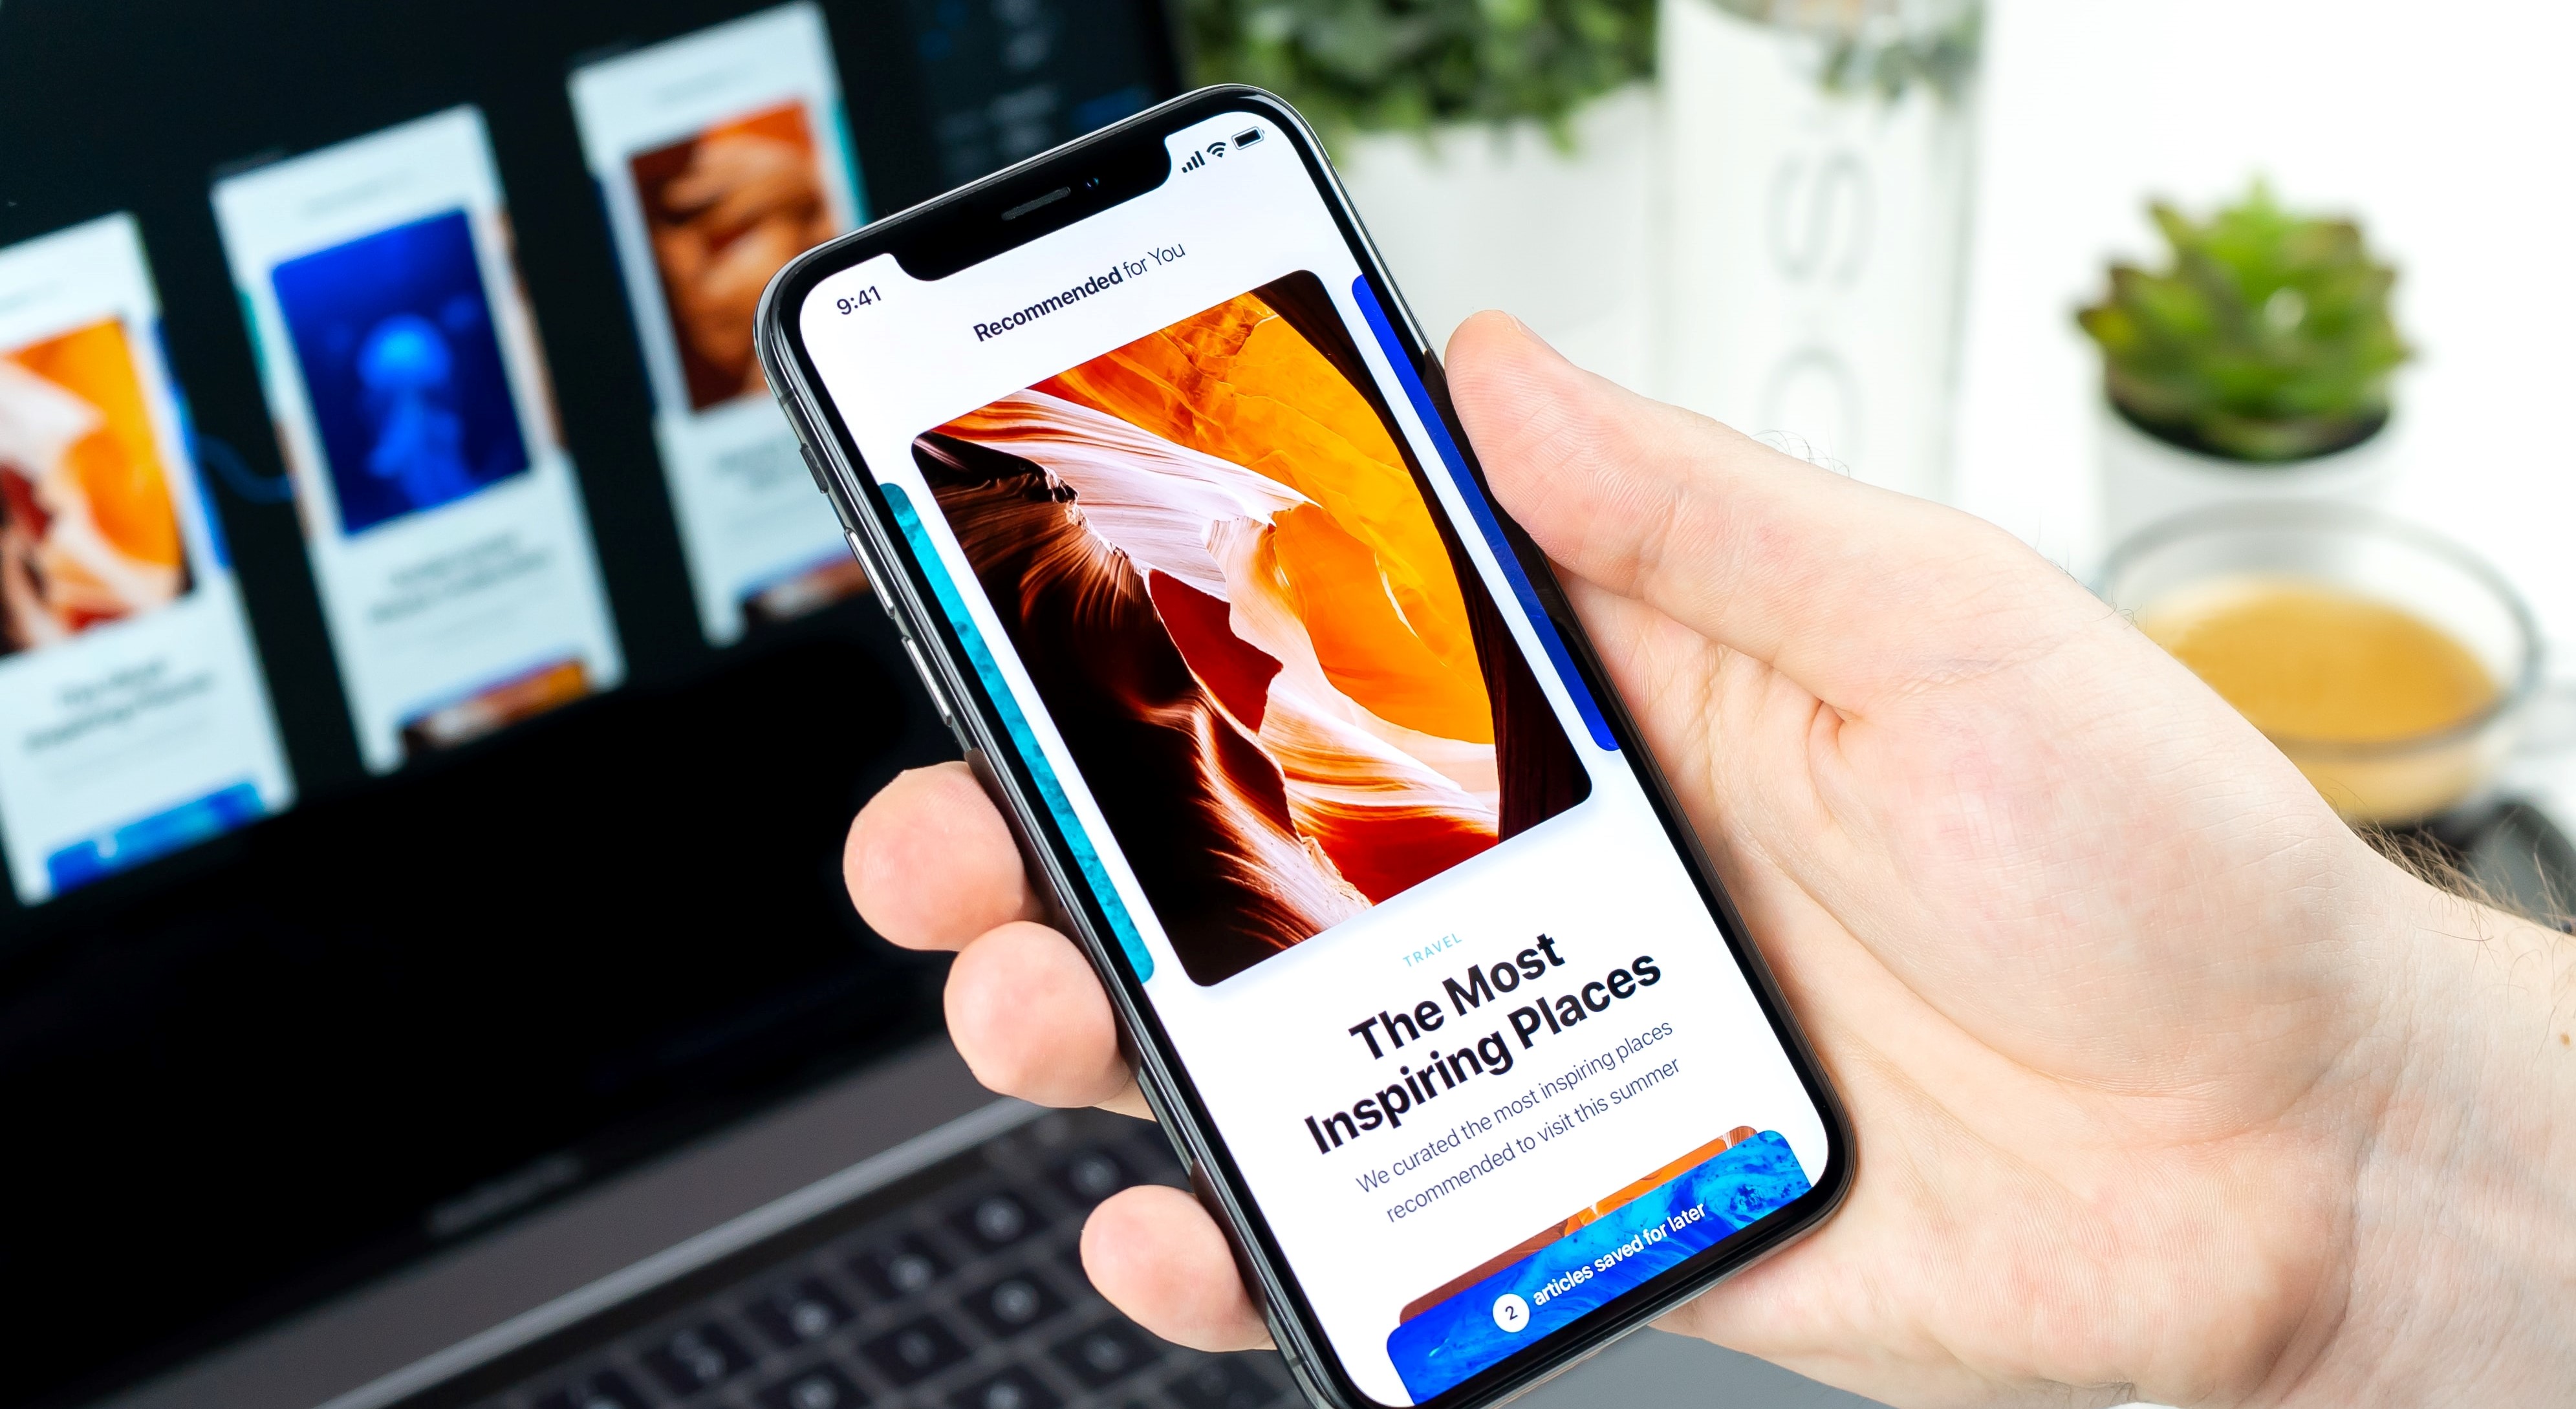 9:41
Recommended for You
TRAVEL
The Most
Inspiring Places
We curated the most inspiring places
recommended to visit this summer
2 articles saved for later